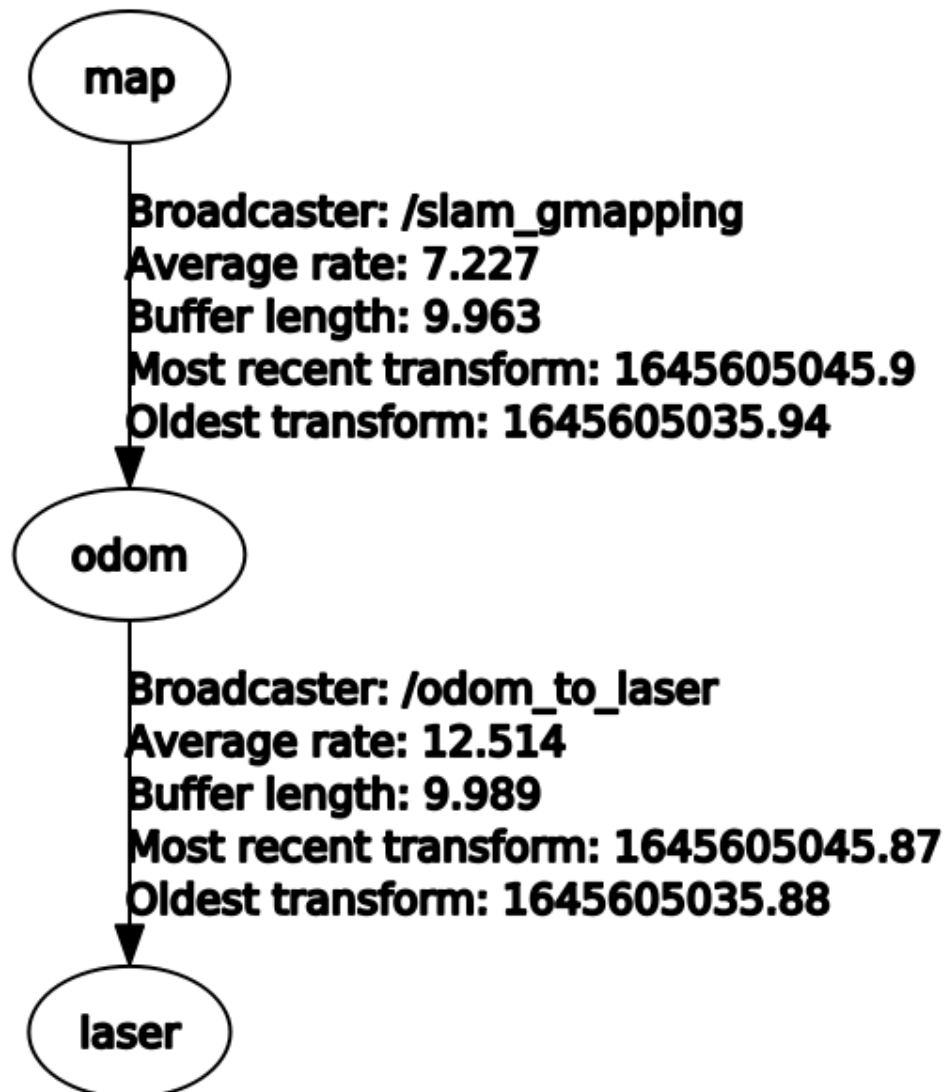 map
Broadcaster: /slam_gmapping
Average rate: 7.227
Buffer length: 9.963
Most recent transform: 1645605045.9
Oldest transform: 1645605035.94
odom
Broadcaster: /odom_to_laser
Average rate: 12.514
Buffer length: 9.989
Most recent transform: 1645605045.87
Oldest transform: 1645605035.88
laser